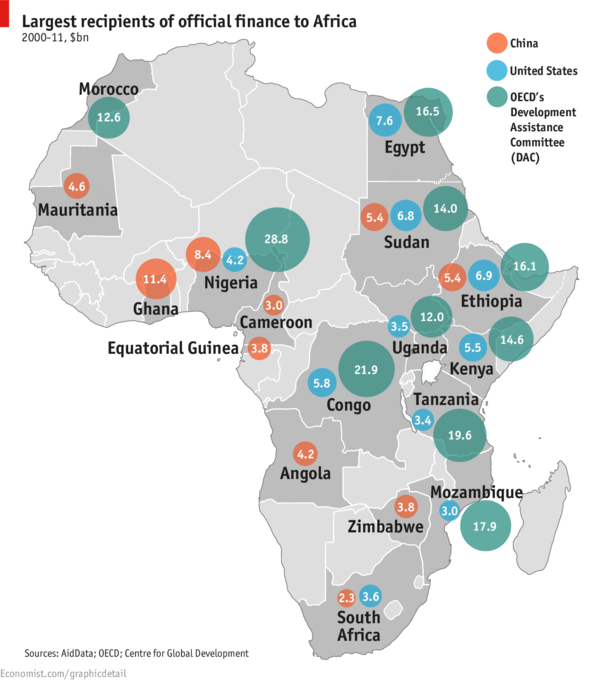 Largest recipients of official finance to Africa
2000-11, $bn
China
United States
OECD's
Development
Assistance
Committee
(DAC)
Morocco
12.6
7.6
16.5
Egypt
4.6
Mauritania
5.4
6.8
14.0
Sudan
28.8
8.4
4.2
Nigeria
11.4
Ghana
5.4
6.9
16.1
Ethiopia
3.0
Cameroon
3.5
12.0
Uganda
5.5
14.6
Kenya
Equatorial Guinea
3.8
5.8
21.9
Congo
Tanzania
3.4
19.6
4.2
Angola
Mozambique
3.0
17.9
3.8
Zimbabwe
2.3
3.6
South
Africa
Sources: AidData; OECD; Centre for Global Development
Economist.com/graphicdetail